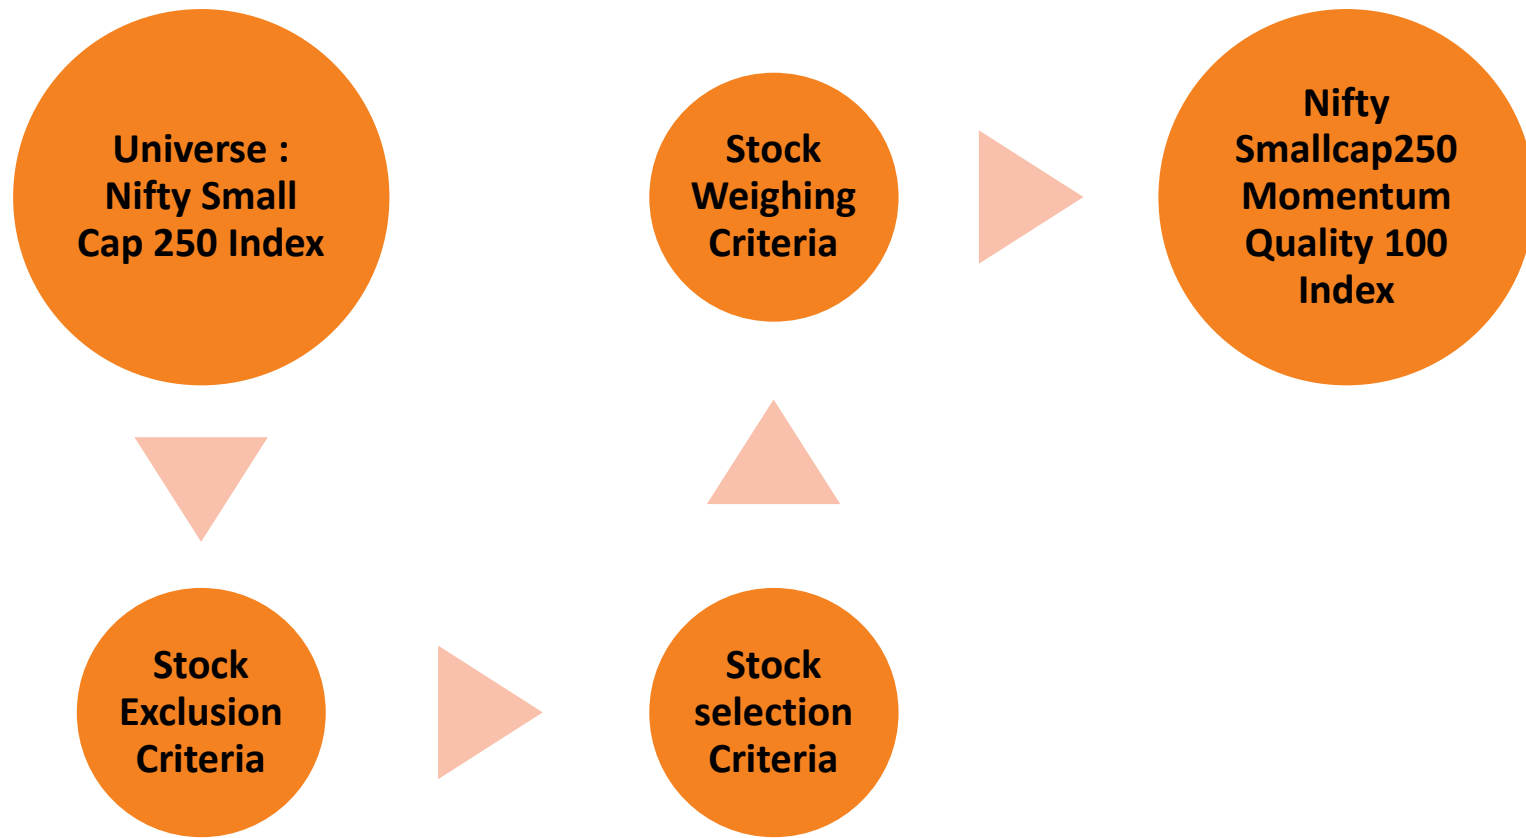 Universe :
Nifty Small
Cap 250 Index
Stock
Exclusion
Criteria
Stock
selection
Criteria
Stock
Weighing
Criteria
Nifty
Smallcap250
Momentum
Quality 100
Index